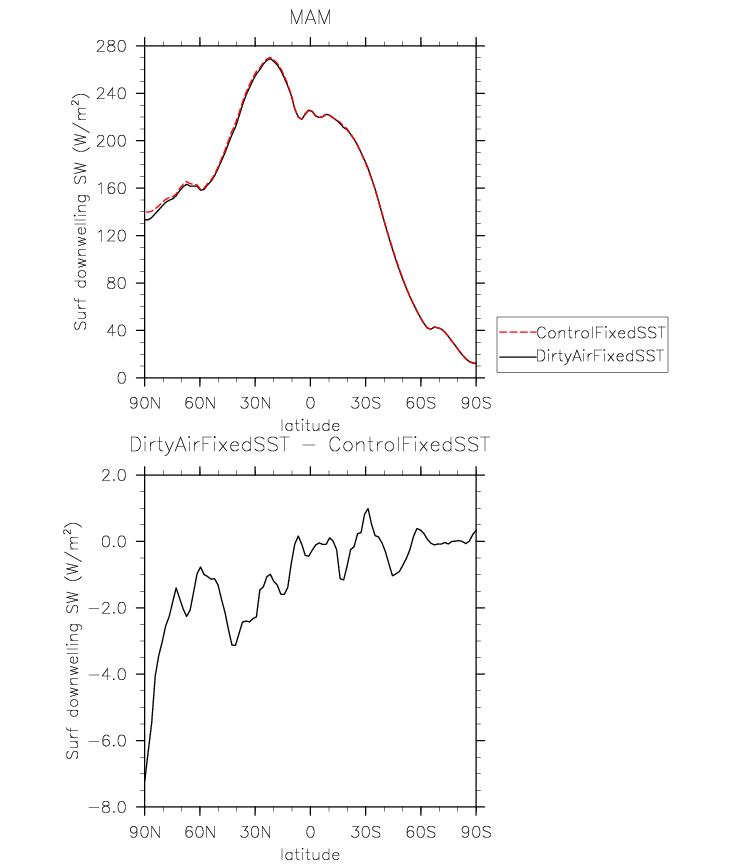 MAM
280
240
200
160
120
80
40
0
Surf downwelling SW (W/m²)
90N 60N 30N 0 30S 60S 90S
latitude
ControlFixedSST
DirtyAirFixedSST
DirtyAirFixedSST − ControlFixedSST
2.0
0.0
−2.0
−4.0
−6.0
−8.0
Surf downwelling SW (W/m²)
90N 60N 30N 0 30S 60S 90S
latitude